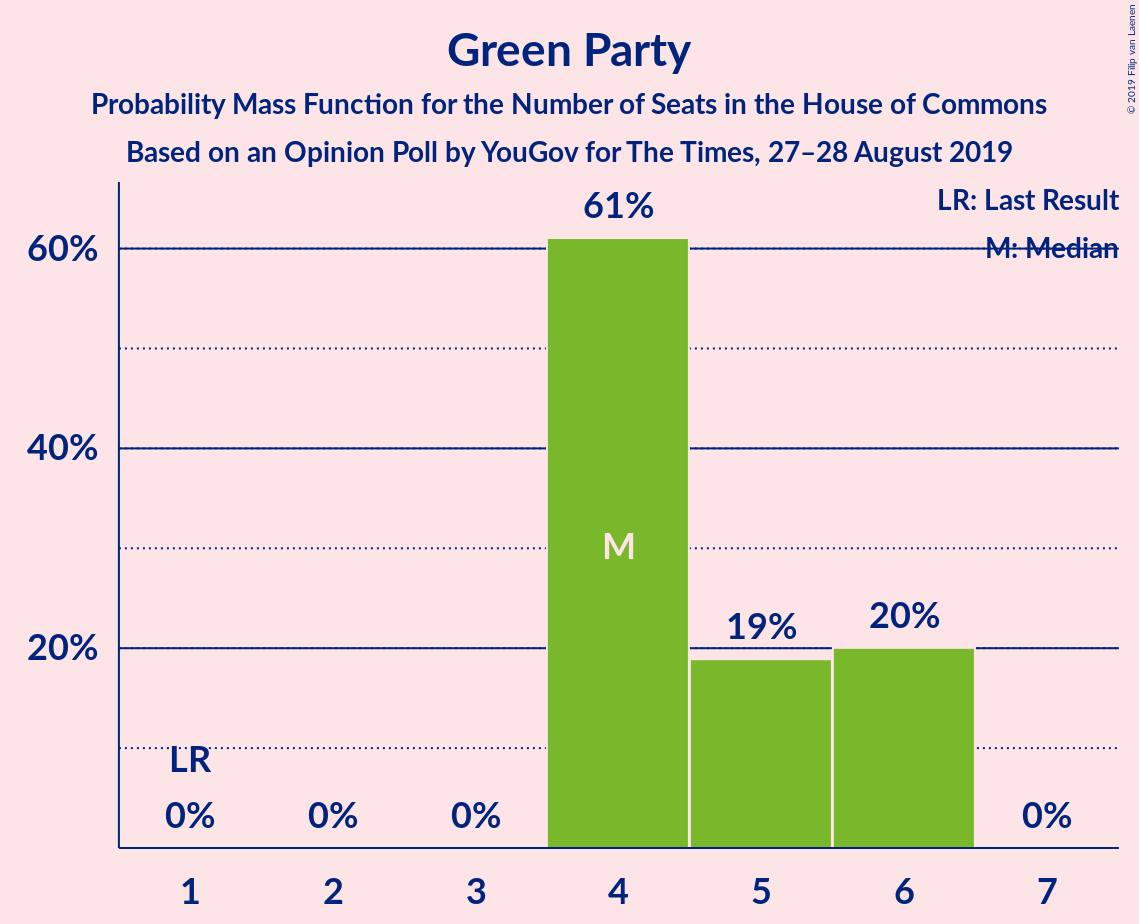 Green Party
Probability Mass Function for the Number of Seats in the House of Commons
Based on an Opinion Poll by YouGov for The Times, 27–28 August 2019
© 2019 Filip van Laenen
LR: Last Result
M: Median
61%
60%
40%
M
20%
19%
20%
LR
0%
0%
0%
0%
1 2 3 4 5 6 7